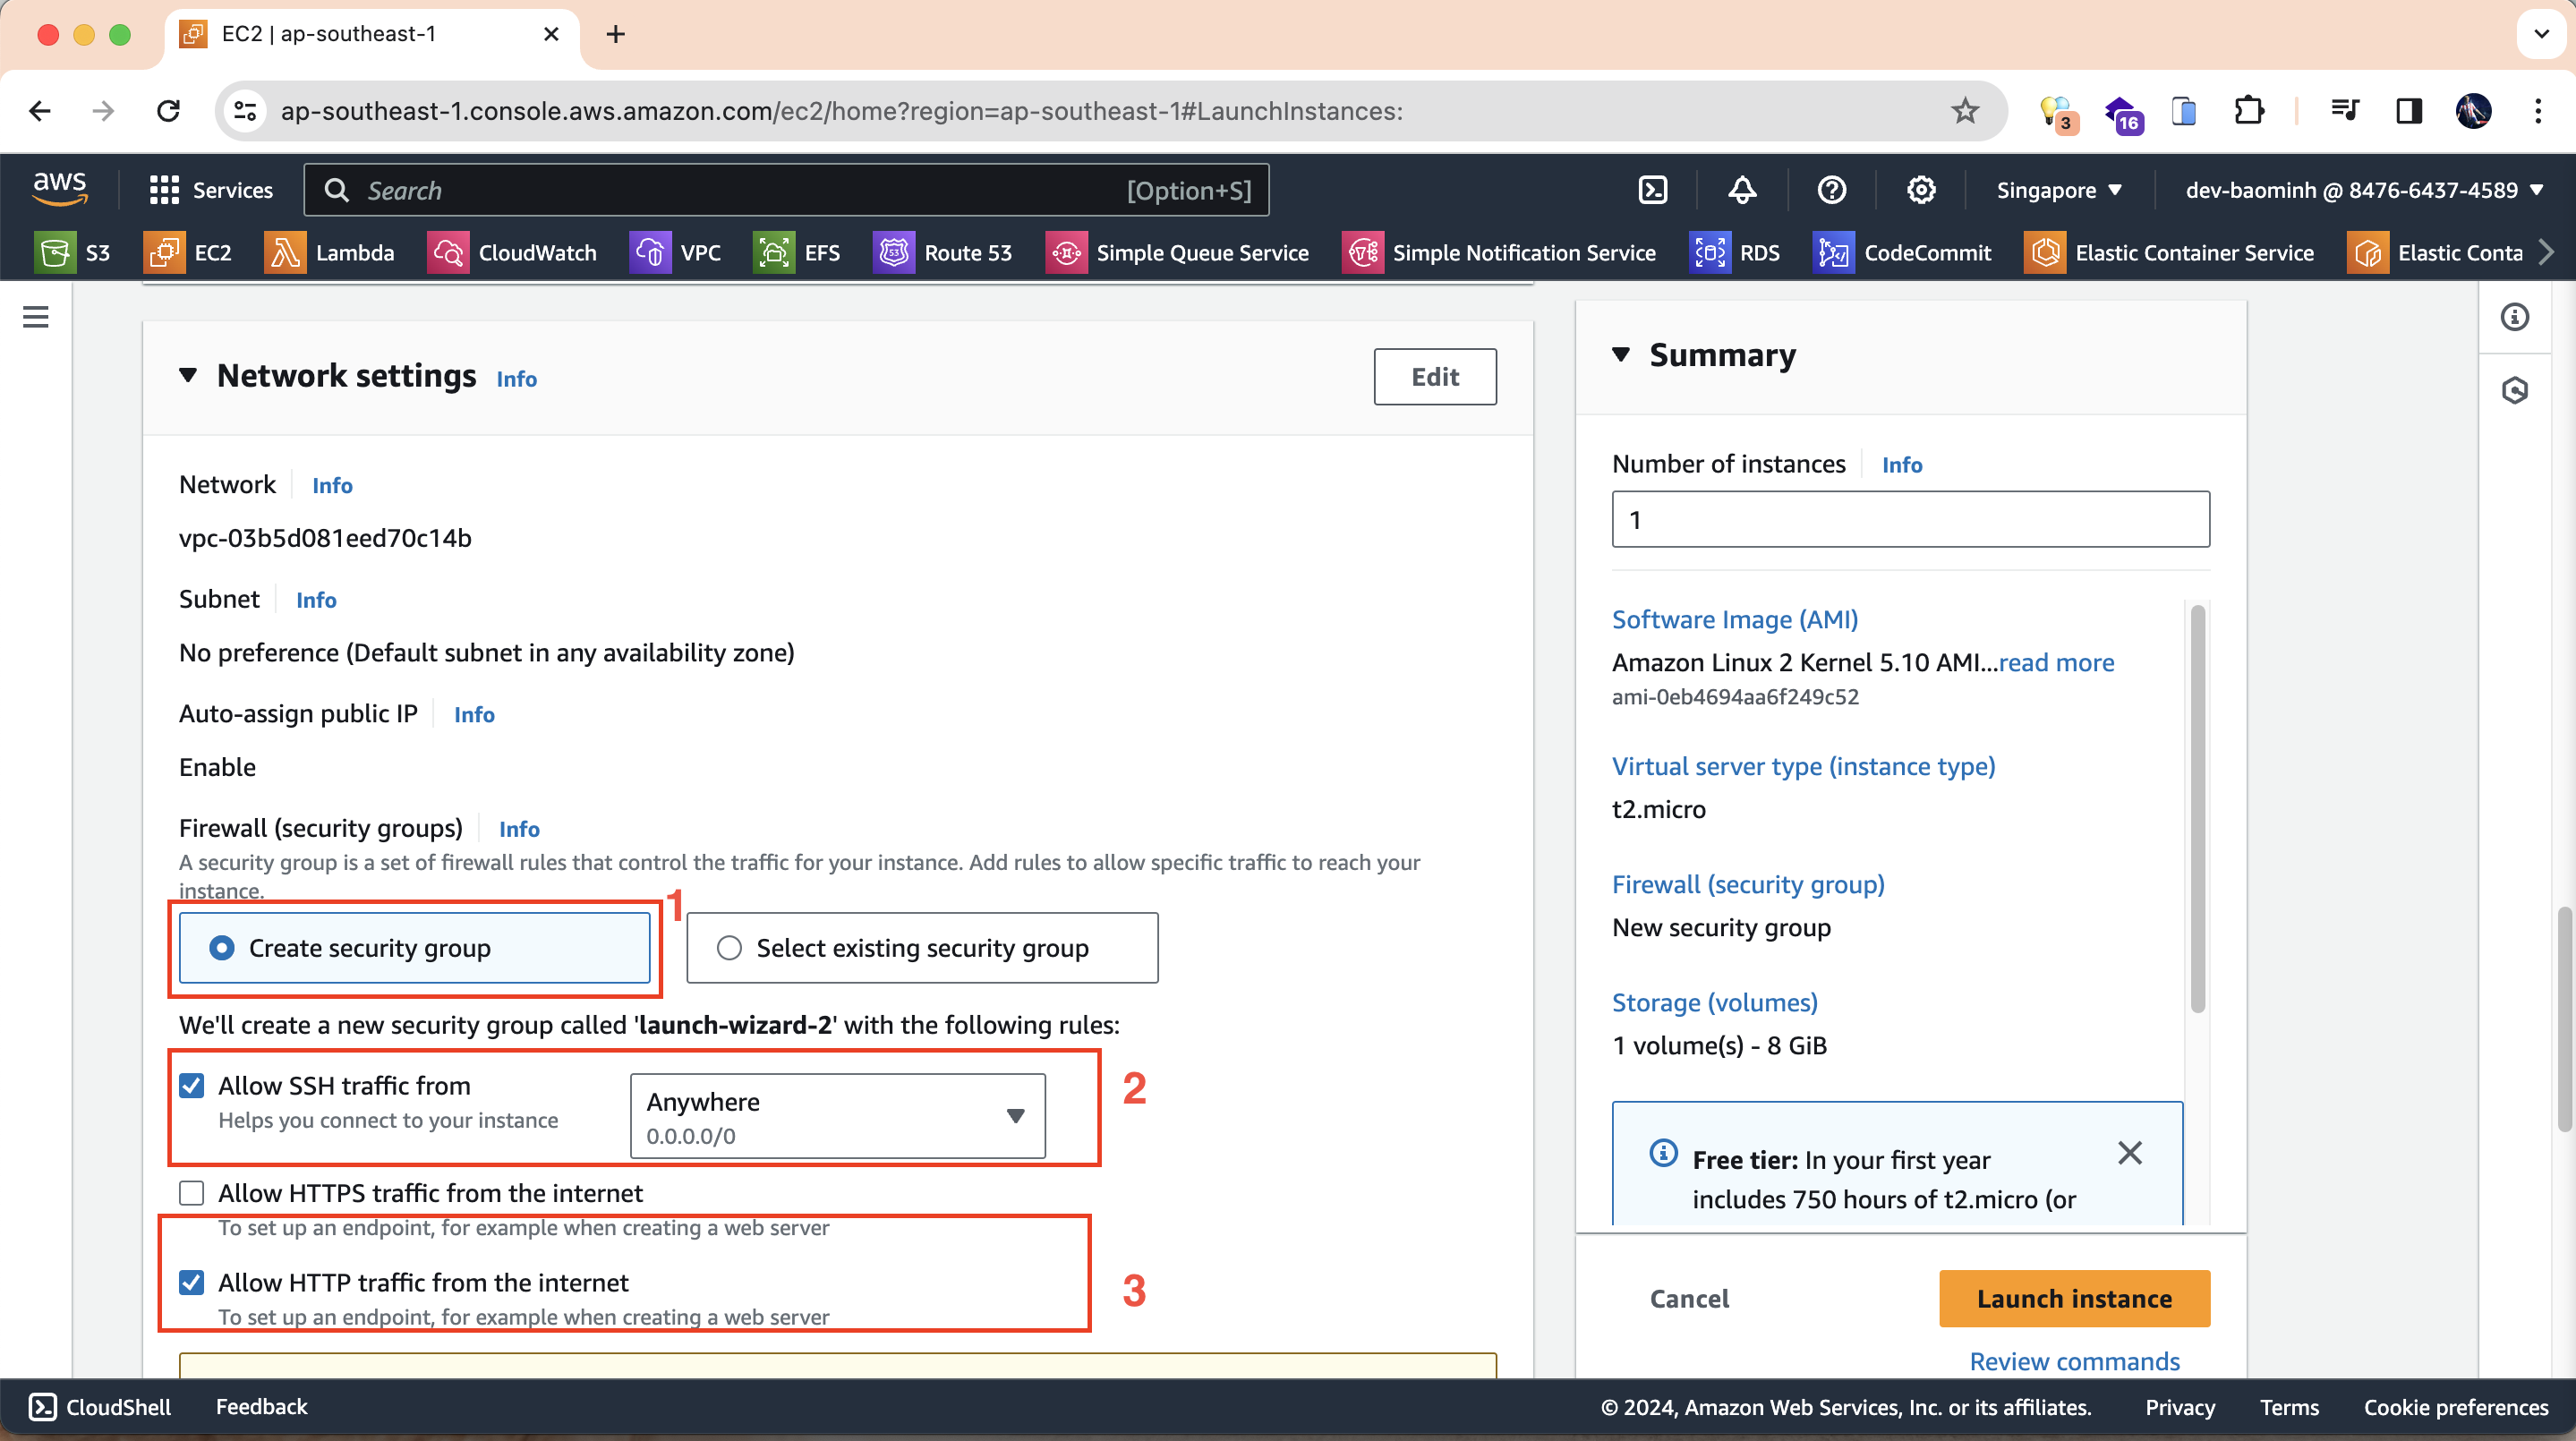 EC2 | ap-southeast-1
ap-southeast-1.console.aws.amazon.com/ec2/home?region=ap-southeast-1#LaunchInstances:
3
16
aws
Services
Search
[Option+S]
Singapore
dev-baominh @ 8476-6437-4589
S3
EC2
Lambda
CloudWatch
VPC
EFS
53
Route 53
Simple Queue Service
Simple Notification Service
RDS
CodeCommit
Elastic Container Service
Elastic Conta
Network settings Info
Edit
Network Info
vpc-03b5d081eed70c14b
Subnet Info
No preference (Default subnet in any availability zone)
Auto-assign public IP Info
Enable
Firewall (security groups) Info
A security group is a set of firewall rules that control the traffic for your instance. Add rules to allow specific traffic to reach your
instance.
1
Create security group
Select existing security group
We'll create a new security group called 'launch-wizard-2' with the following rules:
Allow SSH traffic from
Helps you connect to your instance
Anywhere
0.0.0.0/0
2
Allow HTTPS traffic from the internet
To set up an endpoint, for example when creating a web server
Allow HTTP traffic from the internet
To set up an endpoint, for example when creating a web server
3
Summary
Number of instances Info
1
Software Image (AMI)
Amazon Linux 2 Kernel 5.10 AMI...read more
ami-0eb4694aa6f249c52
Virtual server type (instance type)
t2.micro
Firewall (security group)
New security group
Storage (volumes)
1 volume(s) - 8 GiB
Free tier: In your first year
includes 750 hours of t2.micro (or
Cancel
Launch instance
Review commands
CloudShell
Feedback
© 2024, Amazon Web Services, Inc. or its affiliates.
Privacy
Terms
Cookie preferences